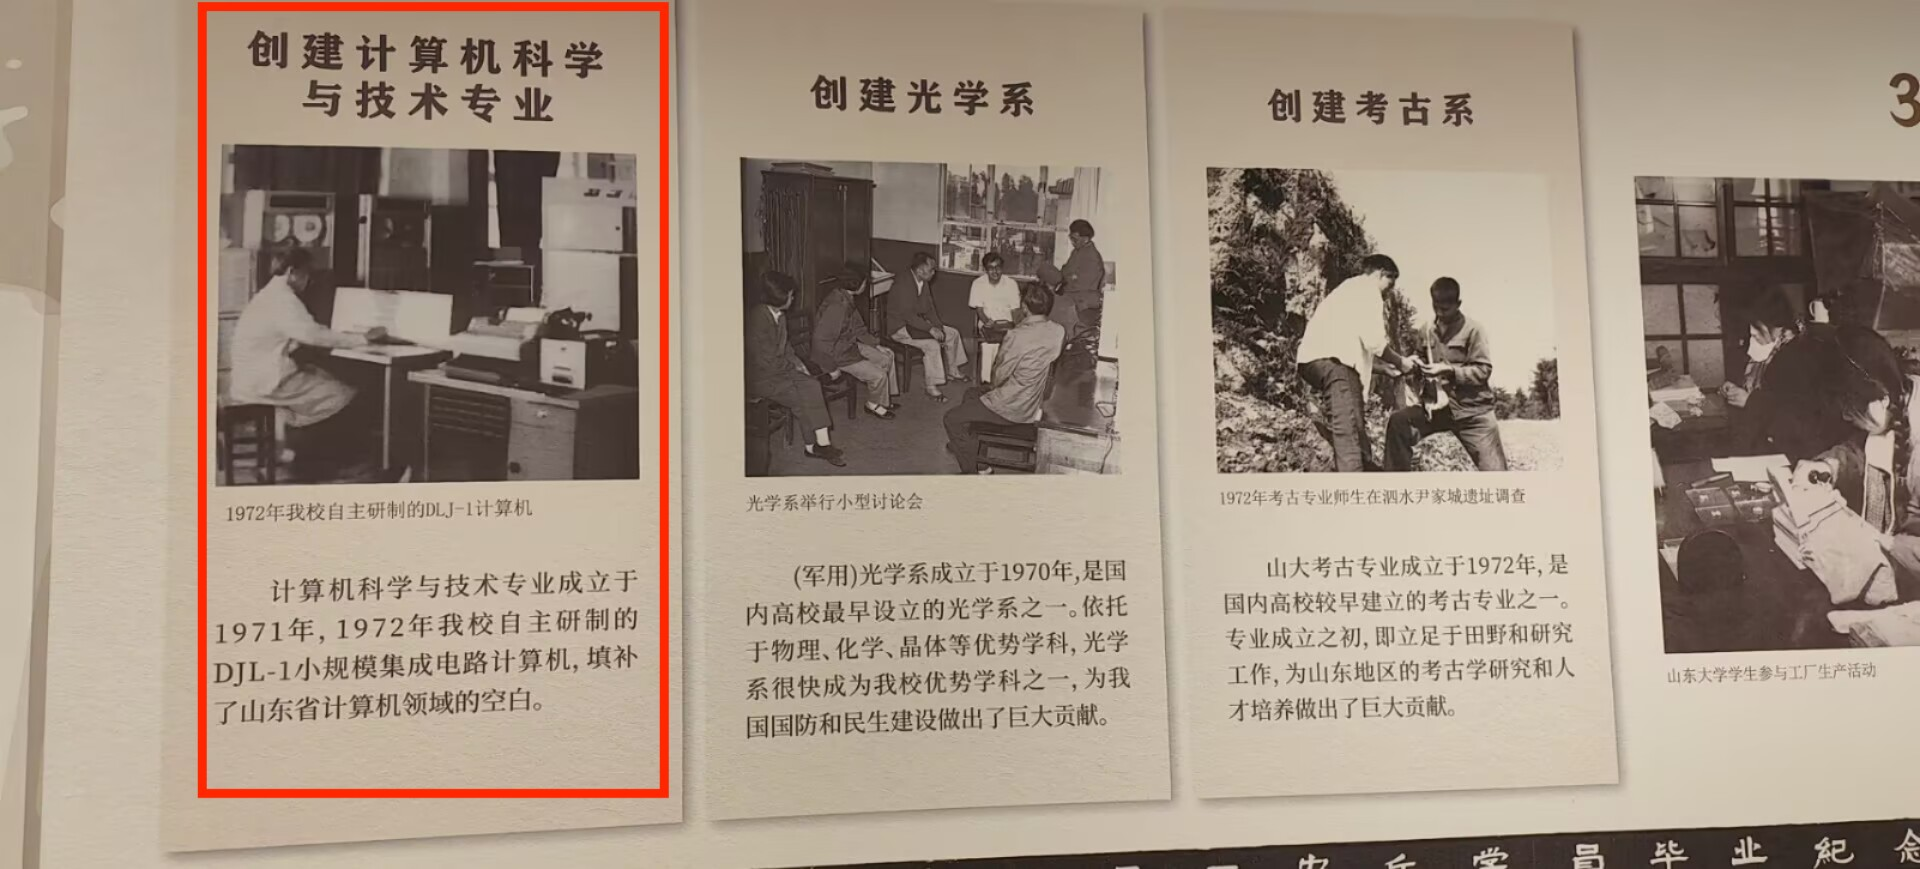 创建计算机科学
与技术专业
1972年我校自主研制的DLJ-1计算机
计算机科学与技术专业成立于
1971年,1972年我校自主研制的
DJL-1小规模集成电路计算机,填补
了山东省计算机领域的空白。
创建光学系
光学系举行小型讨论会
(军用)光学系成立于1970年,是国
内高校最早设立的光学系之一。依托
于物理、化学、晶体等优势学科,光学
系很快成为我校优势学科之一,为我
国国防和民生建设做出了巨大贡献。
创建考古系
1972年考古专业师生在泗水尹家城遗址调查
山大考古专业成立于1972年,是
国内高校较早建立的考古专业之一。
专业成立之初,即立足于田野和研究
工作,为山东地区的考古学研究和人
才培养做出了巨大贡献。
3
山东大学学生参与工厂生产活动
学員毕业紀念